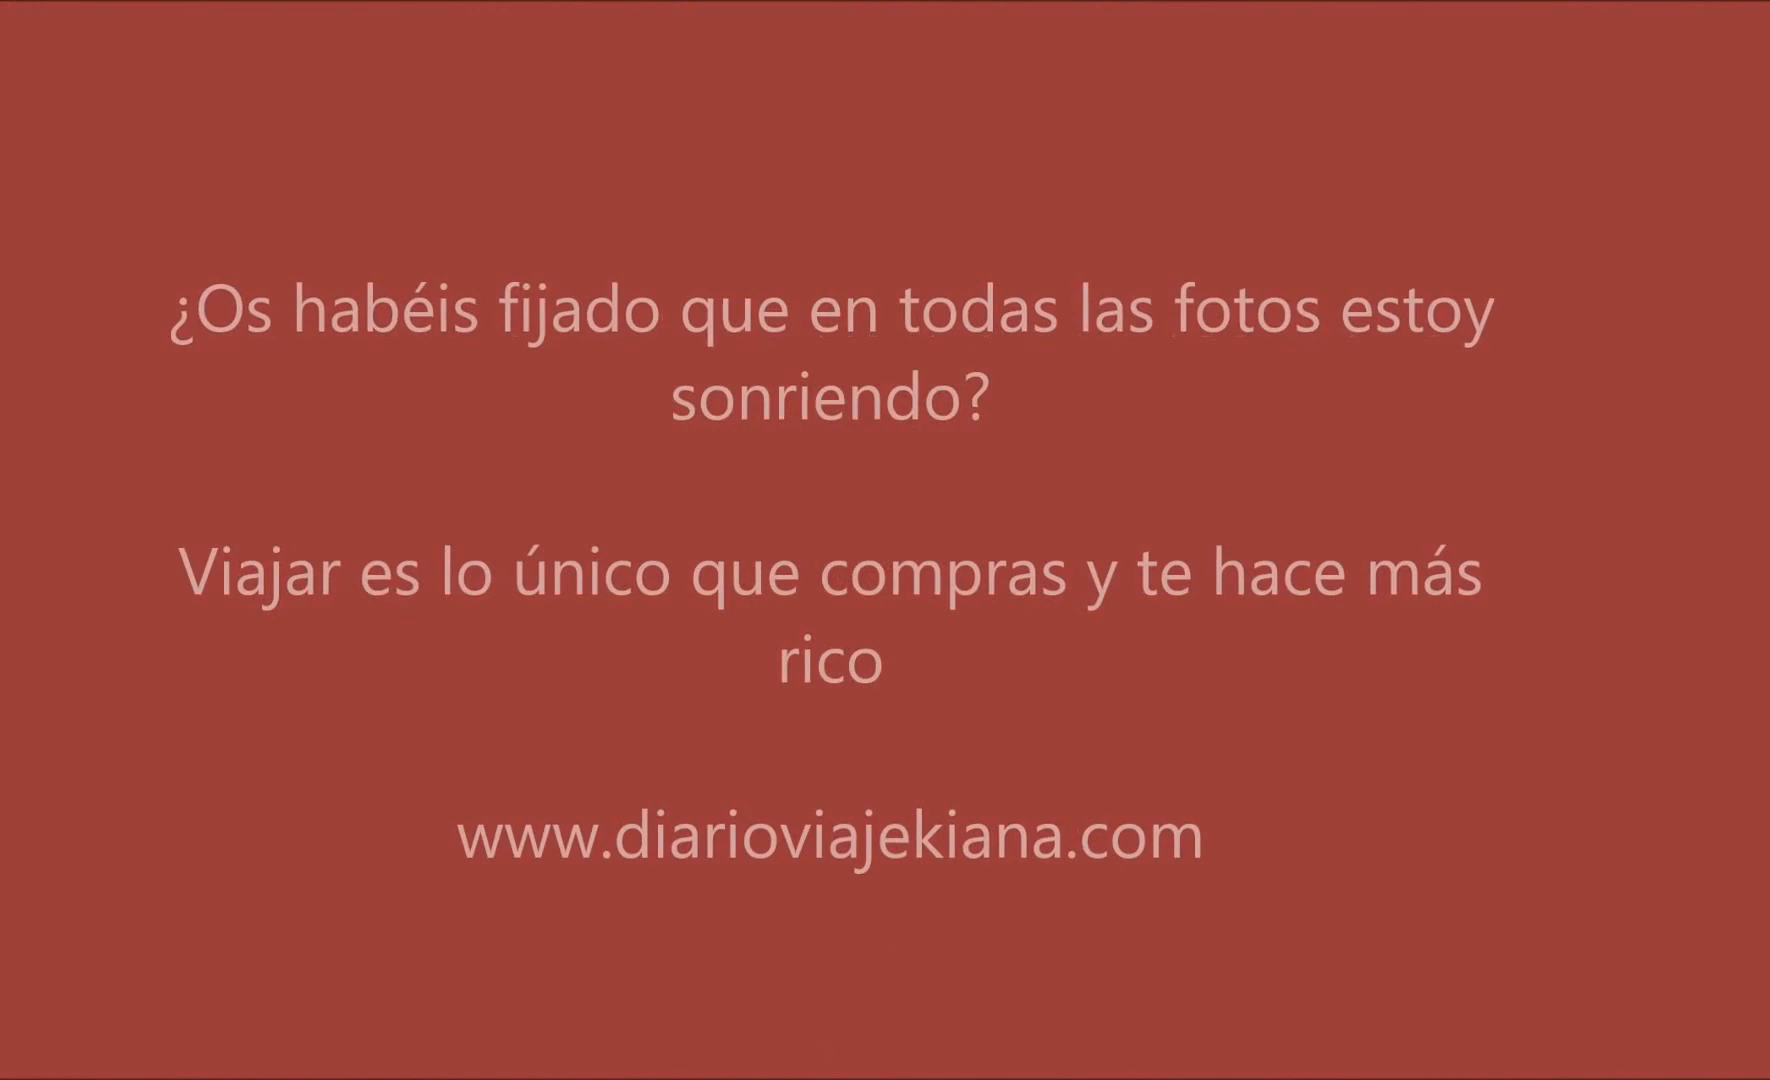 ¿Os habéis fijado que en todas las fotos estoy
sonriendo?
Viajar es lo único que compras y te hace más
rico
www.diarioviajekiana.com